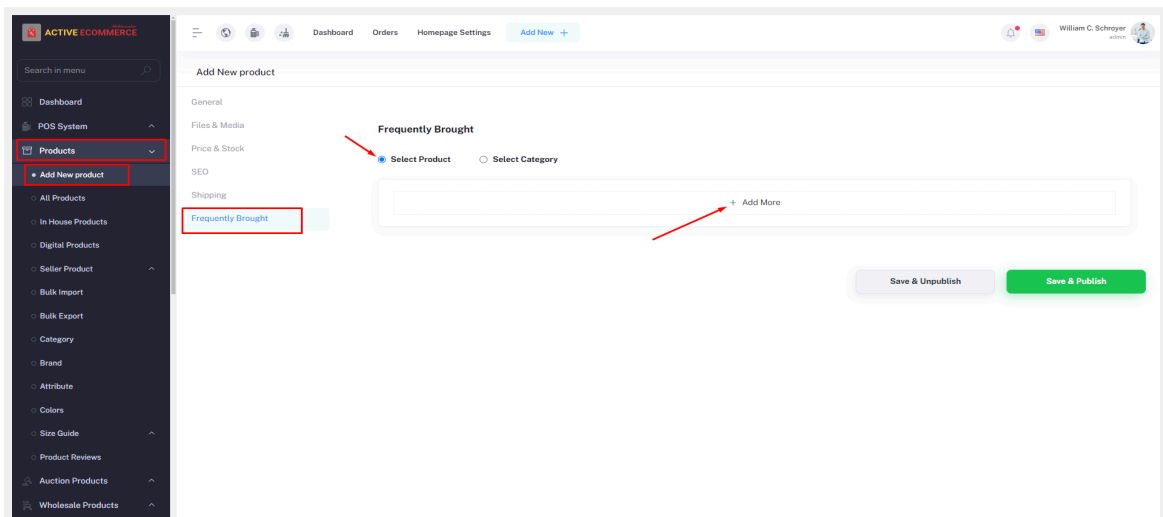 ACTIVE ECOMMERCE
Dashboard Orders Homepage Settings Add New +
William C. Schroyer
admin
Search in menu
Dashboard
POS System
Products
Add New product
All Products
In House Products
Digital Products
Seller Product
Bulk Import
Bulk Export
Category
Brand
Attribute
Colors
Size Guide
Product Reviews
Auction Products
Wholesale Products
Add New product
General
Files & Media
Price & Stock
SEO
Shipping
Frequently Brought
Frequently Brought
Select Product Select Category
+ Add More
Save & Unpublish Save & Publish